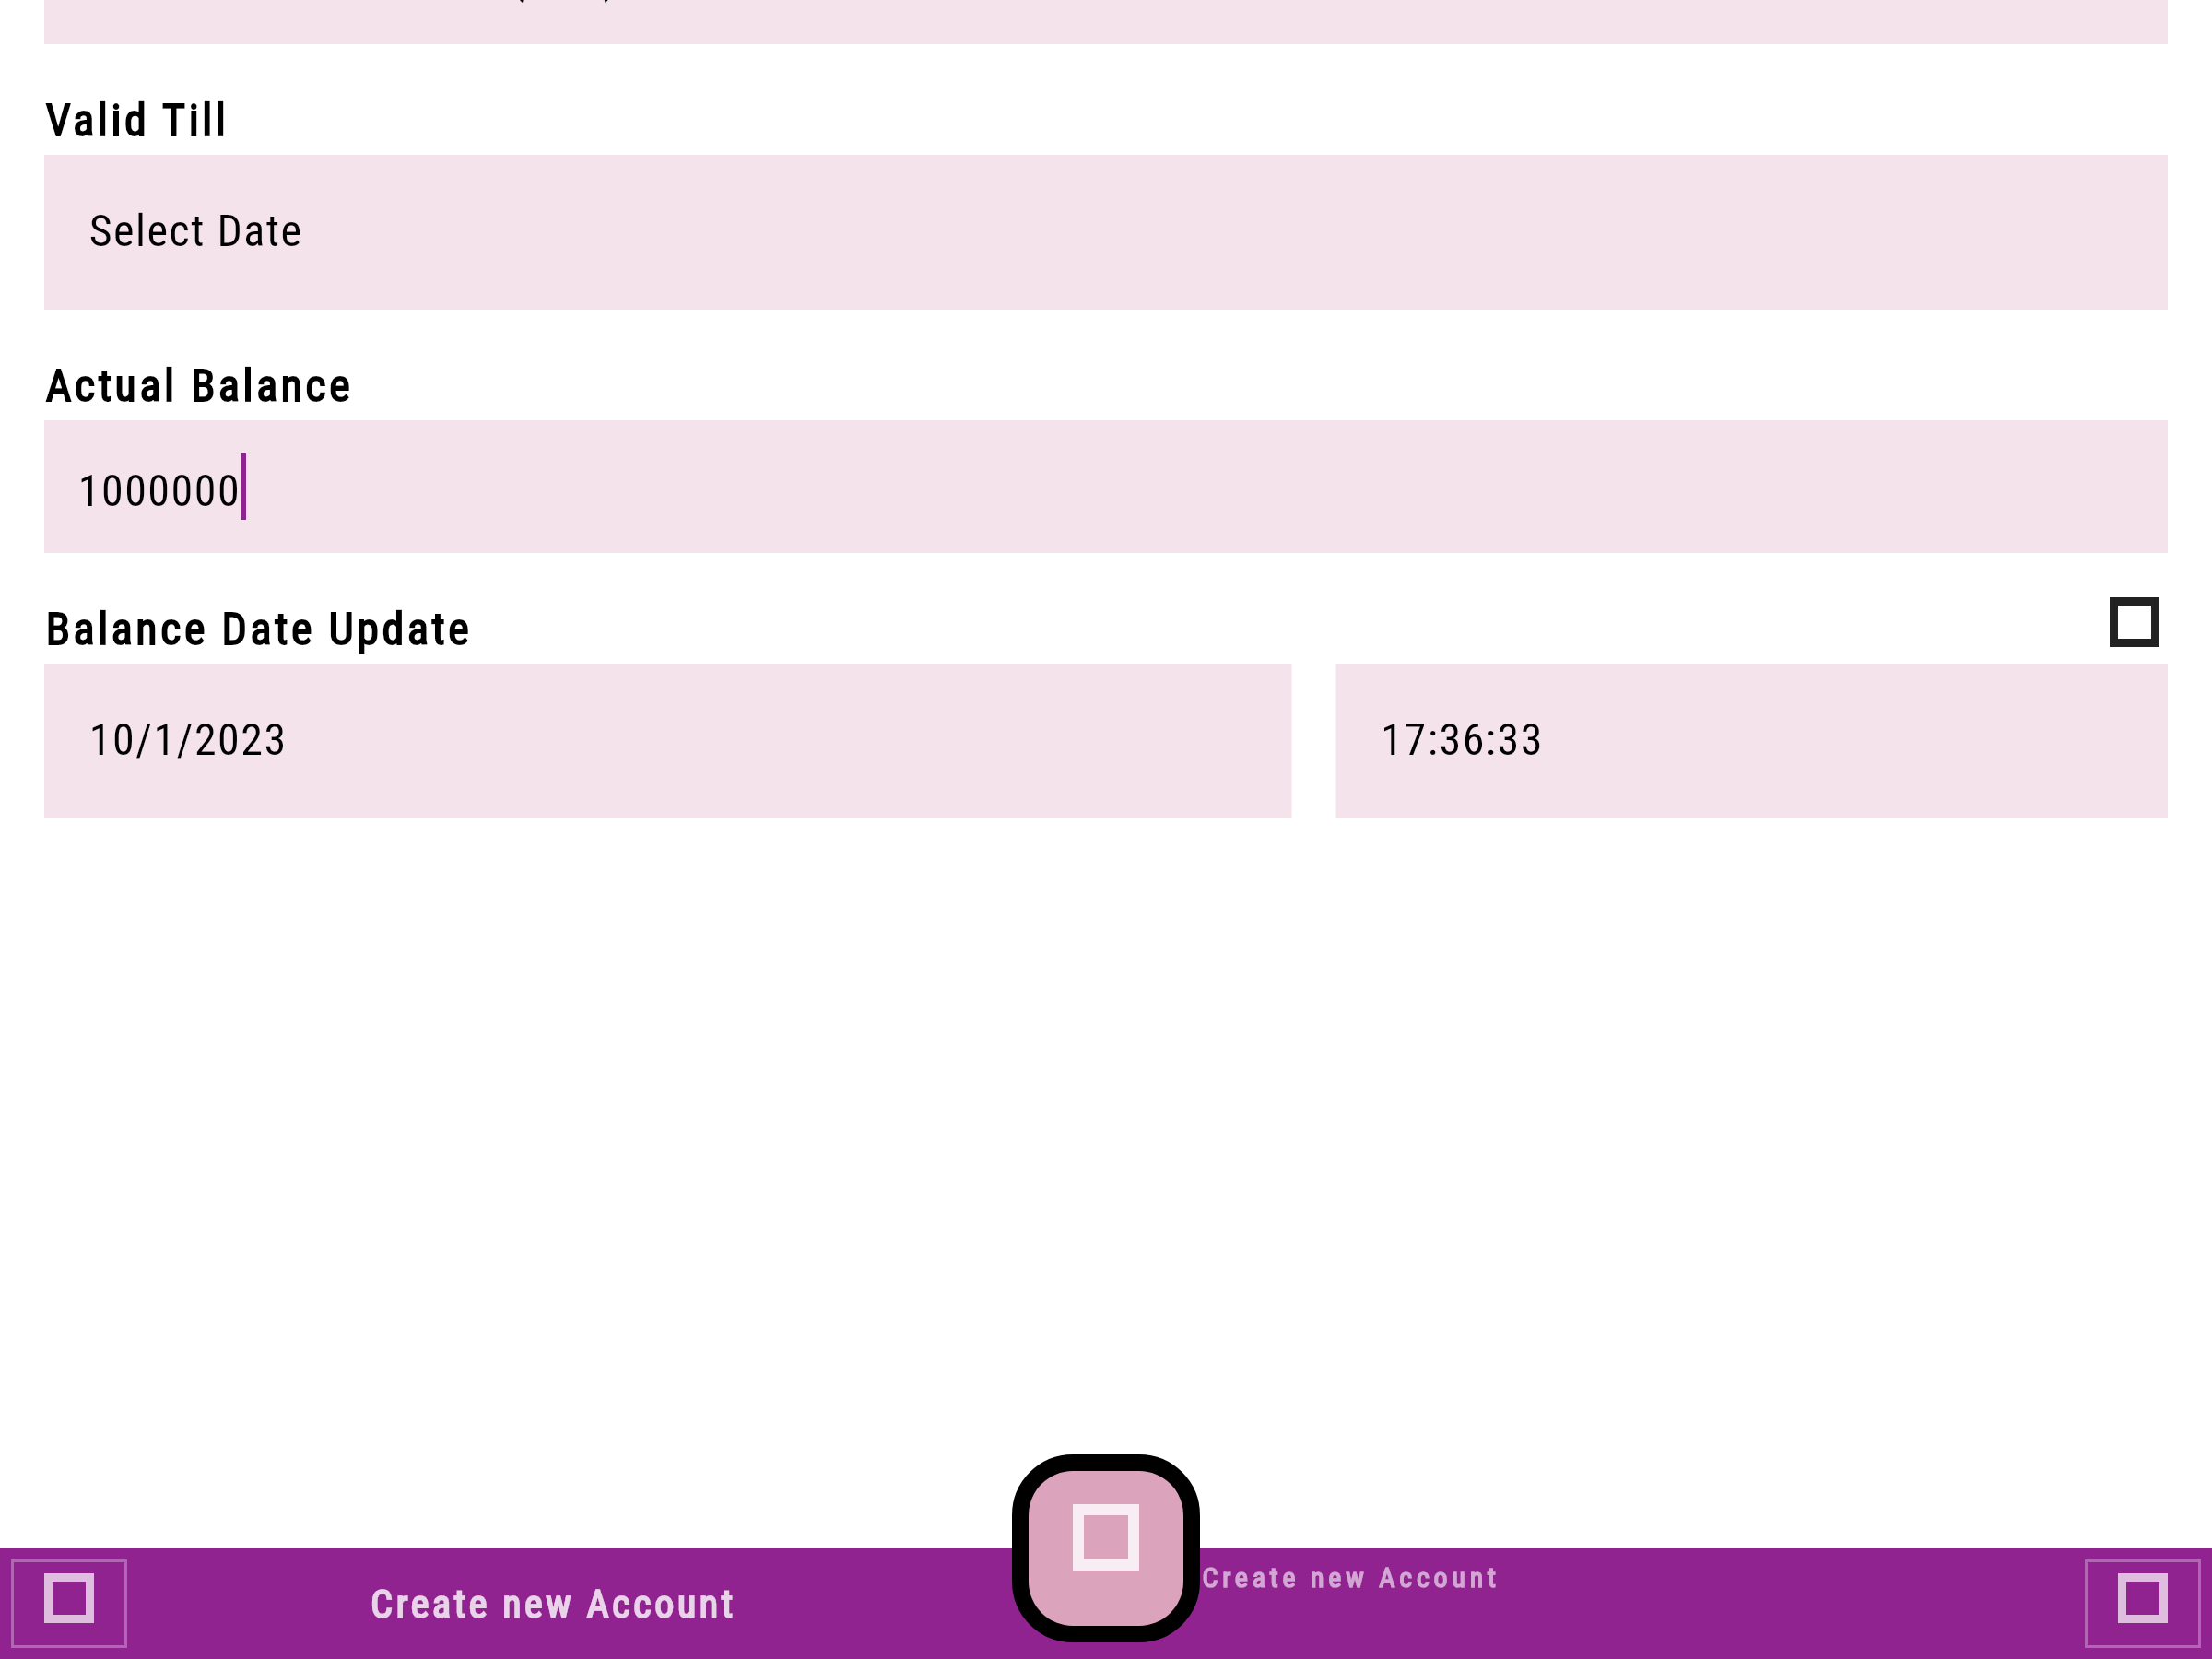 Valid Till
Select Date
Actual Balance
1000000
Balance Date Update
10/1/2023
17:36:33
Create new Account
Create new Account